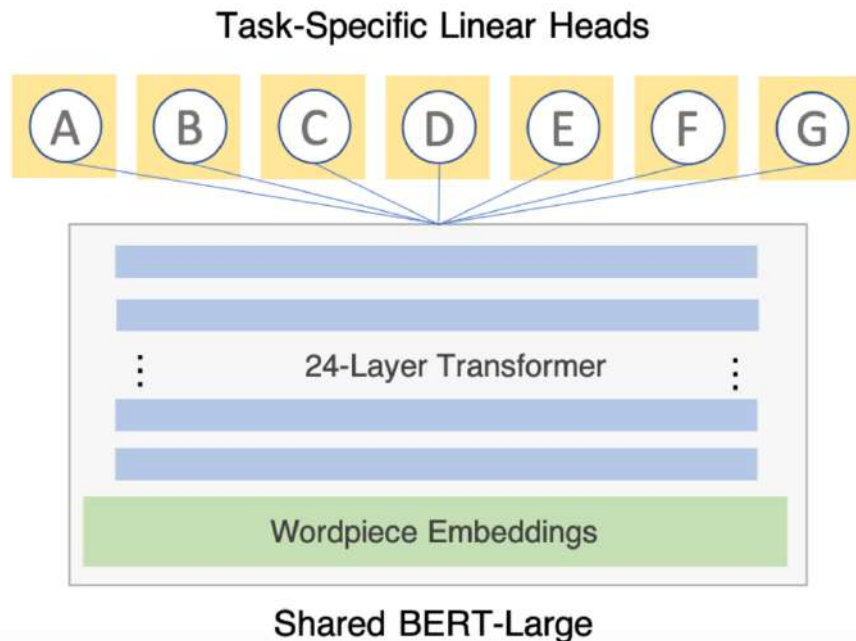 Task-Specific Linear Heads
A B C D E F G
24-Layer Transformer
Wordpiece Embeddings
Shared BERT-Large